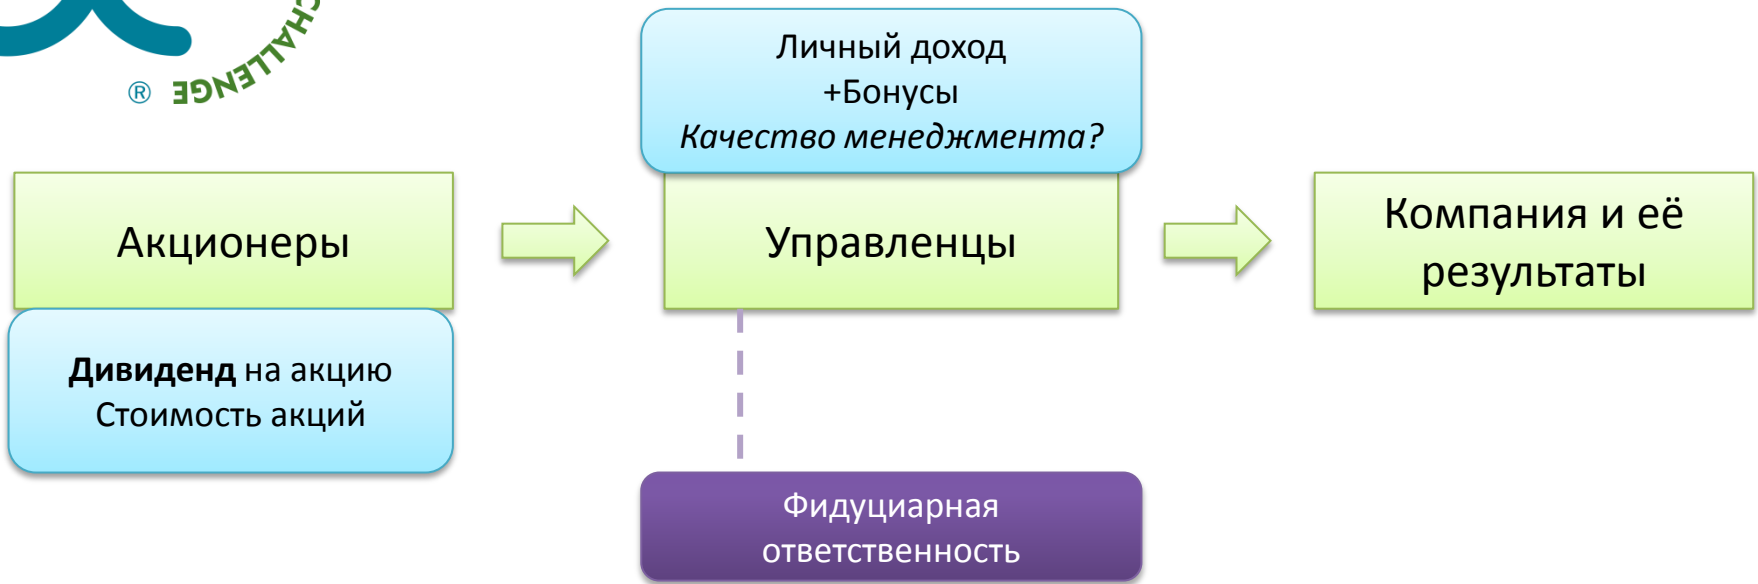 CHALLENGE ®
Личный доход
+Бонусы
Качество менеджмента?
Акционеры
Управленцы
Компания и её
результаты
Дивиденд на акцию
Стоимость акций
Фидуциарная
ответственность